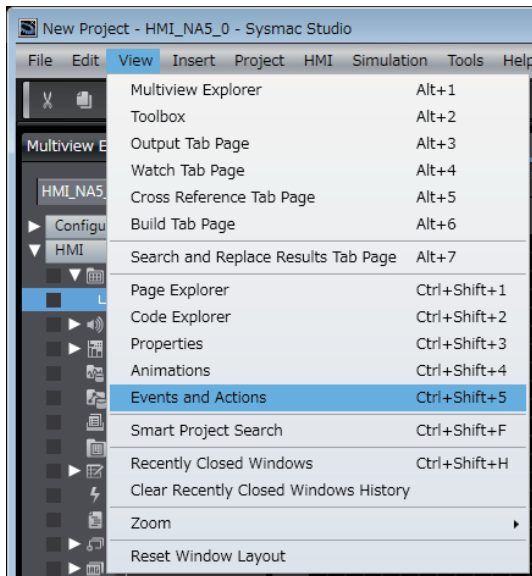 New Project - HMI_NA5_0 - Sysmac Studio
File Edit View Insert Project HMI Simulation Tools Help
Multiview E
HMI_NA5_
Configu
HMI
Multiview Explorer Alt+1
Toolbox Alt+2
Output Tab Page Alt+3
Watch Tab Page Alt+4
Cross Reference Tab Page Alt+5
Build Tab Page Alt+6
Search and Replace Results Tab Page Alt+7
Page Explorer Ctrl+Shift+1
Code Explorer Ctrl+Shift+2
Properties Ctrl+Shift+3
Animations Ctrl+Shift+4
Events and Actions Ctrl+Shift+5
Smart Project Search Ctrl+Shift+F
Recently Closed Windows Ctrl+Shift+H
Clear Recently Closed Windows History
Zoom
Reset Window Layout